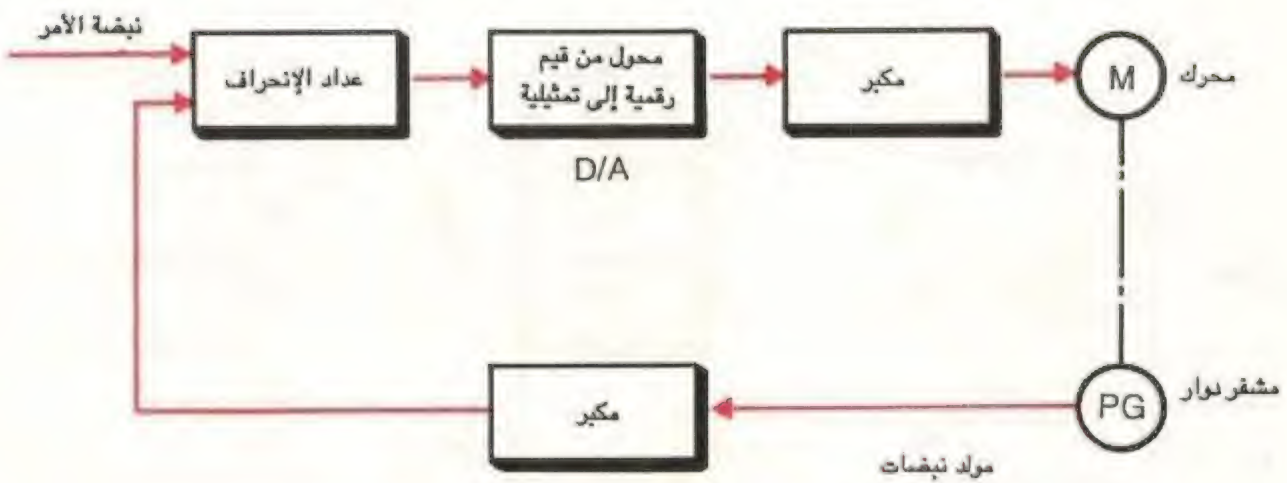 نبضة الأمر
عداد الإنحراف
محول من قيم
رقمية إلى تمثيلية
D/A
مكبر
M
محرك
مشفر دوار
PG
مكبر
مولد نبضات